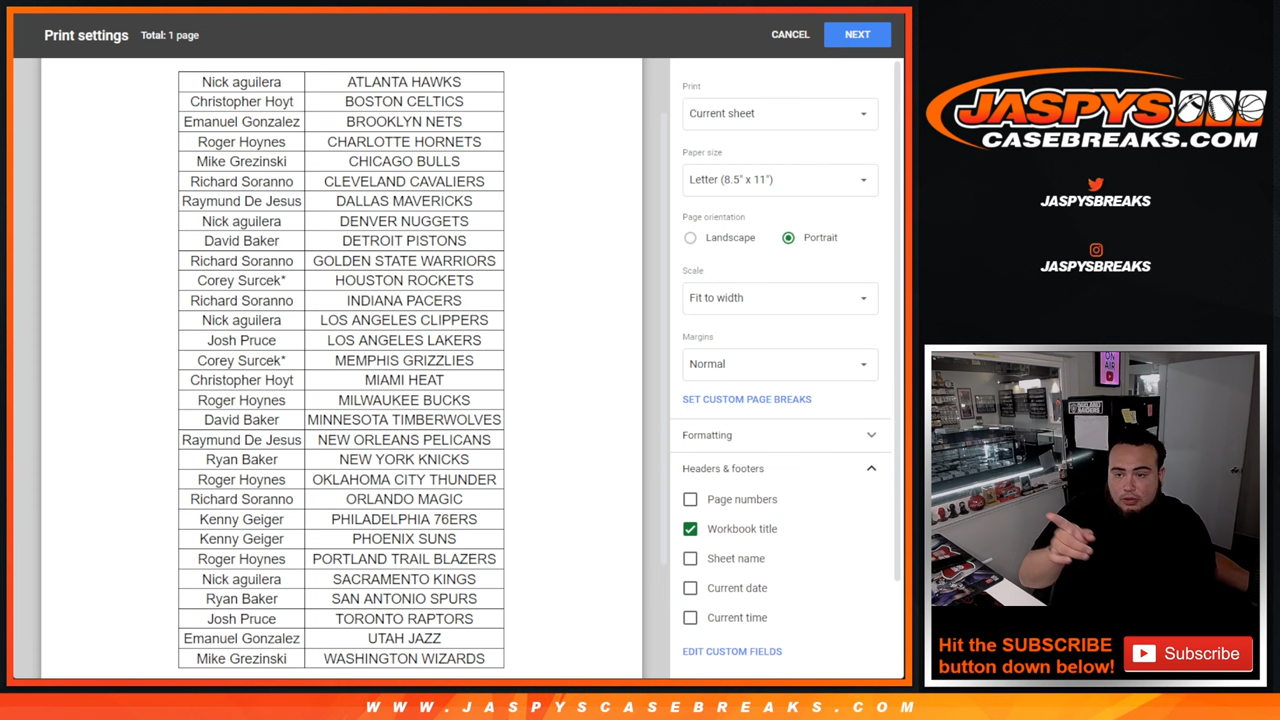 Print settings Total: 1 page CANCEL NEXT
Nick aguilera ATLANTA HAWKS
Christopher Hoyt BOSTON CELTICS
Emanuel Gonzalez BROOKLYN NETS
Roger Hoynes CHARLOTTE HORNETS
Mike Grezinski CHICAGO BULLS
Richard Soranno CLEVELAND CAVALIERS
Raymund De Jesus DALLAS MAVERICKS
Nick aguilera DENVER NUGGETS
David Baker DETROIT PISTONS
Richard Soranno GOLDEN STATE WARRIORS
Corey Surcek* HOUSTON ROCKETS
Richard Soranno INDIANA PACERS
Nick aguilera LOS ANGELES CLIPPERS
Josh Pruce LOS ANGELES LAKERS
Corey Surcek* MEMPHIS GRIZZLIES
Christopher Hoyt MIAMI HEAT
Roger Hoynes MILWAUKEE BUCKS
David Baker MINNESOTA TIMBERWOLVES
Raymund De Jesus NEW ORLEANS PELICANS
Ryan Baker NEW YORK KNICKS
Roger Hoynes OKLAHOMA CITY THUNDER
Richard Soranno ORLANDO MAGIC
Kenny Geiger PHILADELPHIA 76ERS
Kenny Geiger PHOENIX SUNS
Roger Hoynes PORTLAND TRAIL BLAZERS
Nick aguilera SACRAMENTO KINGS
Ryan Baker SAN ANTONIO SPURS
Josh Pruce TORONTO RAPTORS
Emanuel Gonzalez UTAH JAZZ
Mike Grezinski WASHINGTON WIZARDS
Print
Current sheet
Paper size
Letter (8.5" x 11")
Page orientation
Landscape Portrait
Scale
Fit to width
Margins
Normal
SET CUSTOM PAGE BREAKS
Formatting
Headers & footers
Page numbers
Workbook title
Sheet name
Current date
Current time
EDIT CUSTOM FIELDS
JASPYS
CASEBREAKS.COM
JASPYSBREAKS
JASPYSBREAKS
ON
AIR
Hit the SUBSCRIBE
button down below!
Subscribe
WWW.JASPYSCASEBREAKS.COM